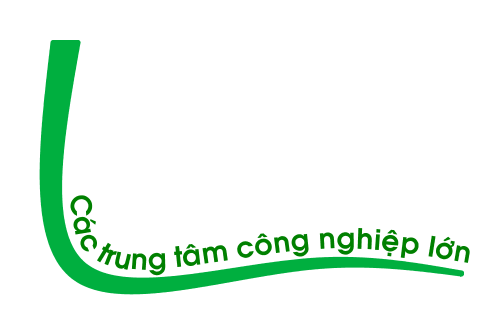 Các trung tâm công nghiệp lớn